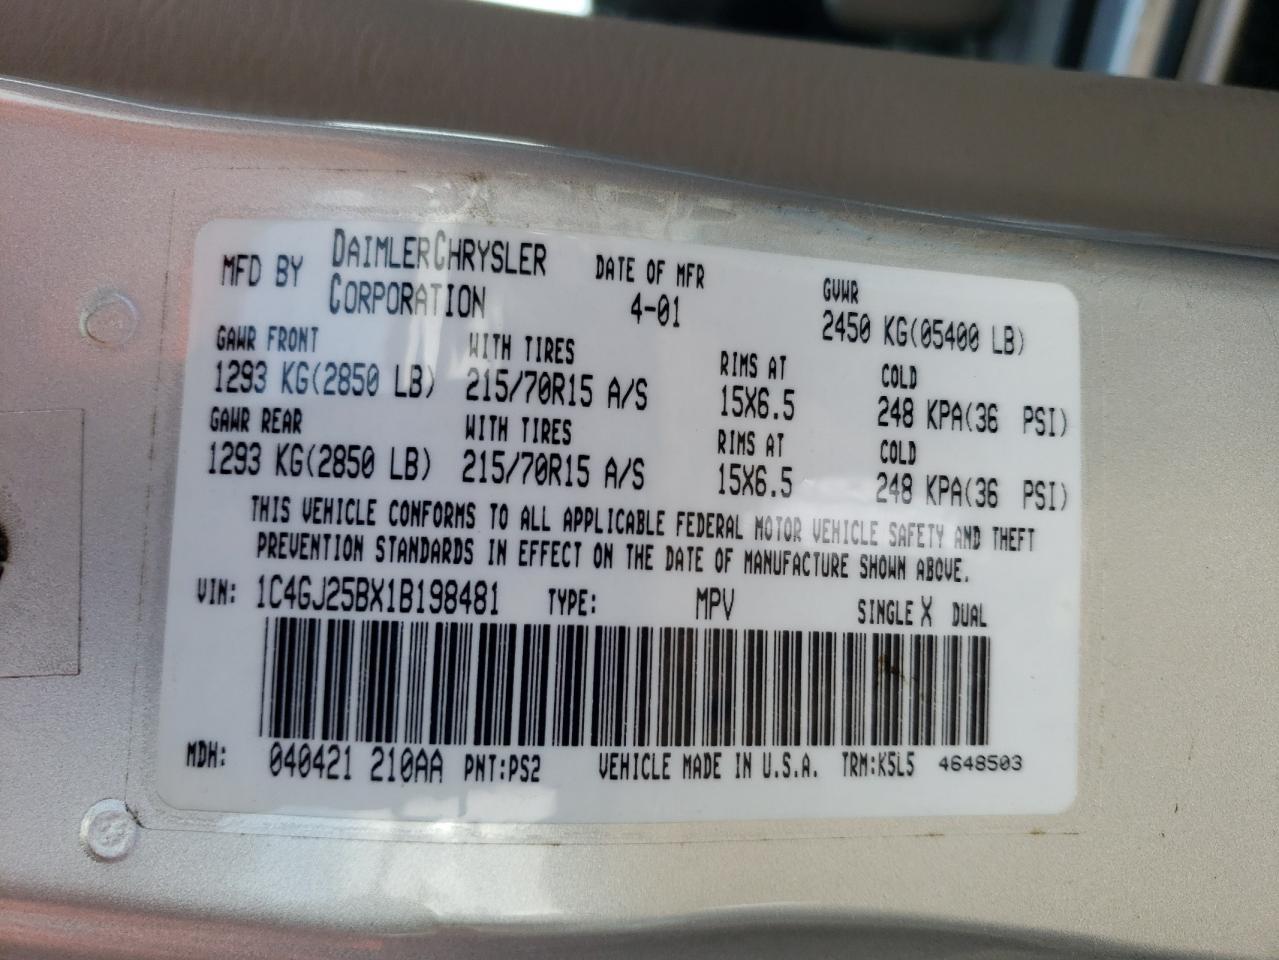 MFD BY DAIMLERCHRYSLER CORPORATION DATE OF MFR 4-01 GVWR 2450 KG(05400 LB)
GAWR FRONT WITH TIRES RIMS AT COLD
1293 KG(2850 LB) 215/70R15 A/S 15X6.5 248 KPA(36 PSI)
GAWR REAR WITH TIRES RIMS AT COLD
1293 KG(2850 LB) 215/70R15 A/S 15X6.5 248 KPA(36 PSI)
THIS VEHICLE CONFORMS TO ALL APPLICABLE FEDERAL MOTOR VEHICLE SAFETY AND THEFT
PREVENTION STANDARDS IN EFFECT ON THE DATE OF MANUFACTURE SHOWN ABOVE.
VIN: 1C4GJ25BX1B198481 TYPE: MPV SINGLE X DUAL
MDH: 040421 210AA PNT:PS2 VEHICLE MADE IN U.S.A. TRM:K5L5 4648503